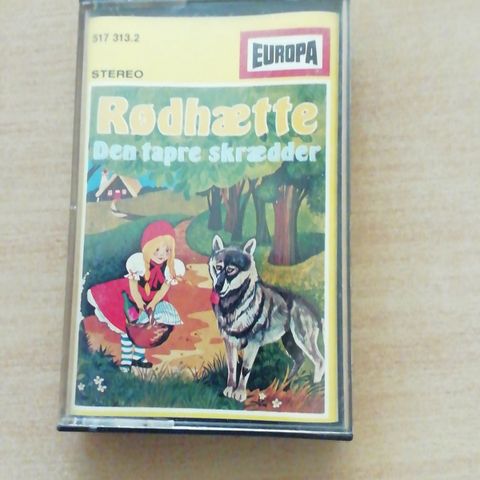 517 313.2
EUROPA
STEREO
Rødhætte
Den tapre skrædder